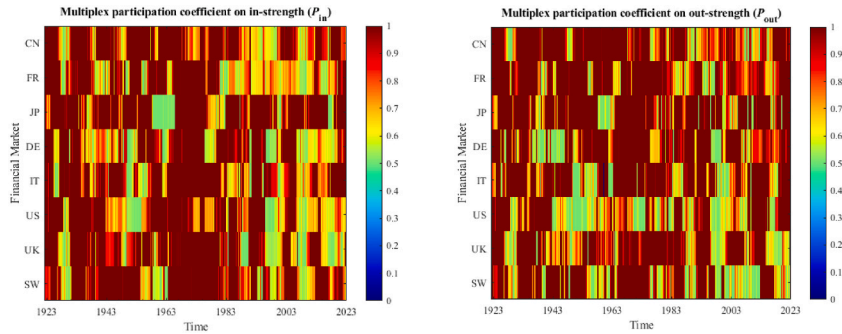 Multiplex participation coefficient on in-strength (P_in)
Financial Market
CN
FR
JP
DE
IT
US
UK
SW
1923
1943
1963
1983
2003
2023
Time
1
0.9
0.8
0.7
0.6
0.5
0.4
0.3
0.2
0.1
0
Multiplex participation coefficient on out-strength (P_out)
Financial Market
CN
FR
JP
DE
IT
US
UK
SW
1923
1943
1963
1983
2003
2023
Time
1
0.9
0.8
0.7
0.6
0.5
0.4
0.3
0.2
0.1
0